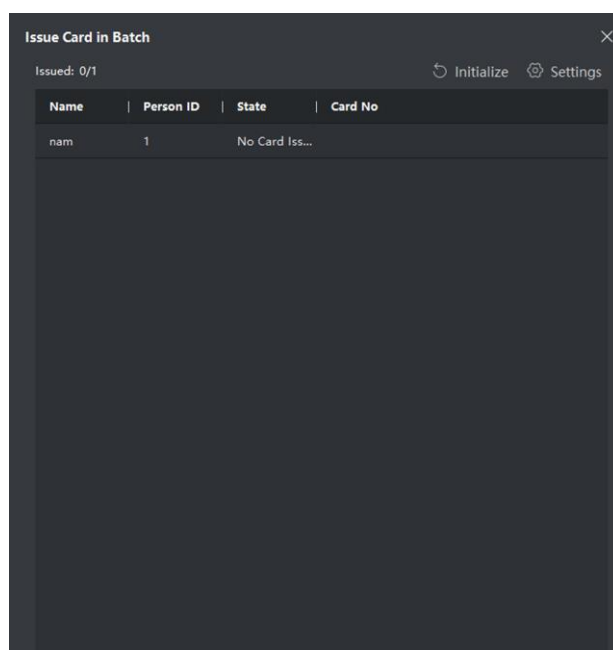 Issue Card in Batch
Issued: 0/1 Initialize Settings
Name Person ID State Card No
nam 1 No Card Iss...